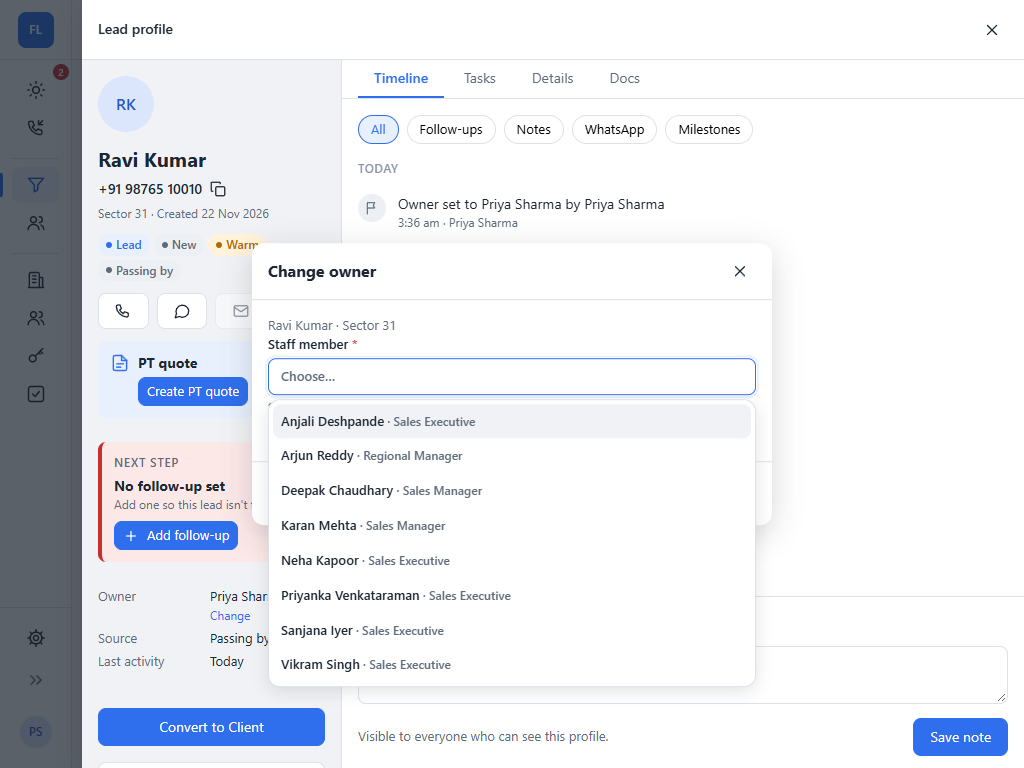 FL
Lead profile
2
RK
Ravi Kumar
+91 98765 10010
Sector 31 · Created 22 Nov 2026
Lead
New
Warm
Passing by
PT quote
Create PT quote
NEXT STEP
No follow-up set
Add one so this lead isn't
Add follow-up
Owner
Priya Shar
Change
Source
Passing by
Last activity
Today
Convert to Client
PS
Timeline
Tasks
Details
Docs
All
Follow-ups
Notes
WhatsApp
Milestones
TODAY
Owner set to Priya Sharma by Priya Sharma
3:36 am · Priya Sharma
Change owner
Ravi Kumar · Sector 31
Staff member *
Choose...
Anjali Deshpande · Sales Executive
Arjun Reddy · Regional Manager
Deepak Chaudhary · Sales Manager
Karan Mehta · Sales Manager
Neha Kapoor · Sales Executive
Priyanka Venkataraman · Sales Executive
Sanjana Iyer · Sales Executive
Vikram Singh · Sales Executive
Visible to everyone who can see this profile.
Save note